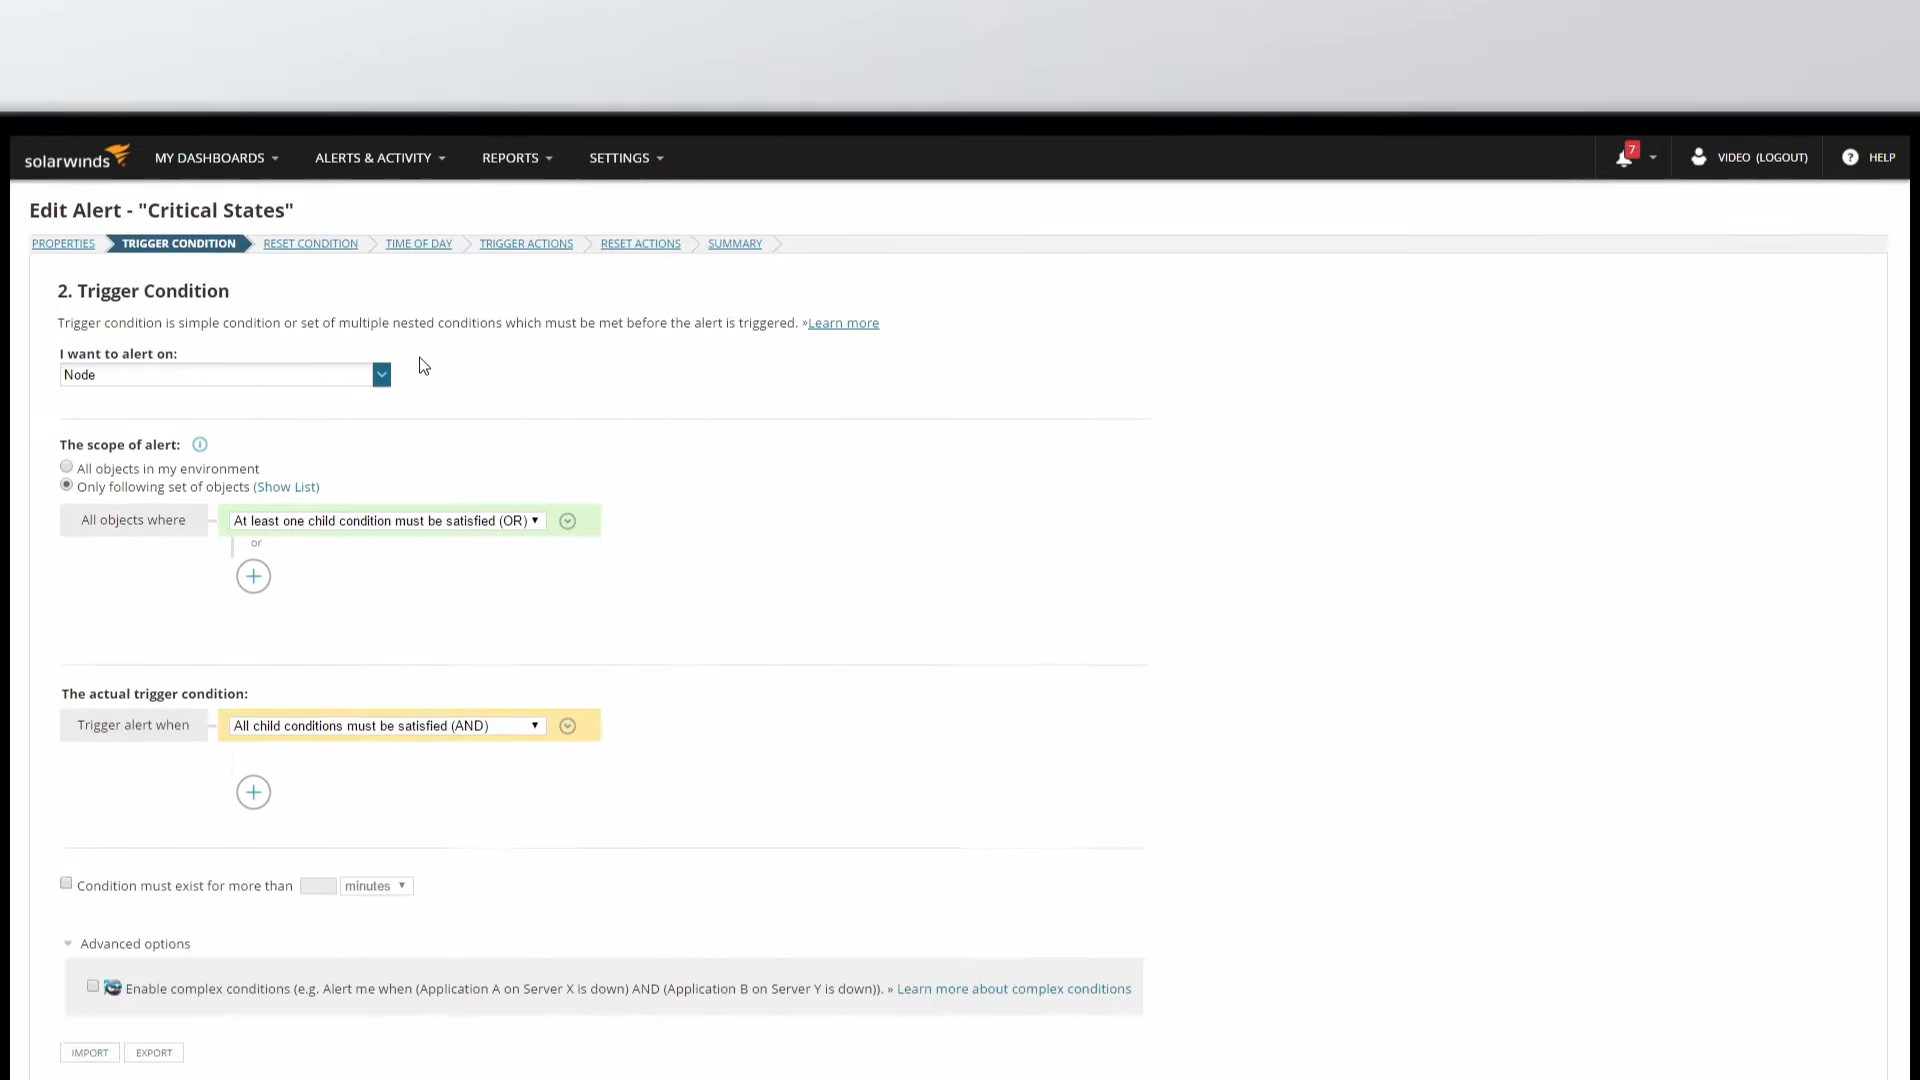 solarwinds MY DASHBOARDS ALERTS & ACTIVITY REPORTS SETTINGS 7 VIDEO (LOGOUT) ? HELP
Edit Alert - "Critical States"
PROPERTIES TRIGGER CONDITION RESET CONDITION TIME OF DAY TRIGGER ACTIONS RESET ACTIONS SUMMARY
2. Trigger Condition
Trigger condition is simple condition or set of multiple nested conditions which must be met before the alert is triggered. »Learn more
I want to alert on:
Node
The scope of alert: i
All objects in my environment
Only following set of objects (Show List)
All objects where At least one child condition must be satisfied (OR)
or
The actual trigger condition:
Trigger alert when All child conditions must be satisfied (AND)
Condition must exist for more than minutes
Advanced options
Enable complex conditions (e.g. Alert me when (Application A on Server X is down) AND (Application B on Server Y is down)). » Learn more about complex conditions
IMPORT EXPORT